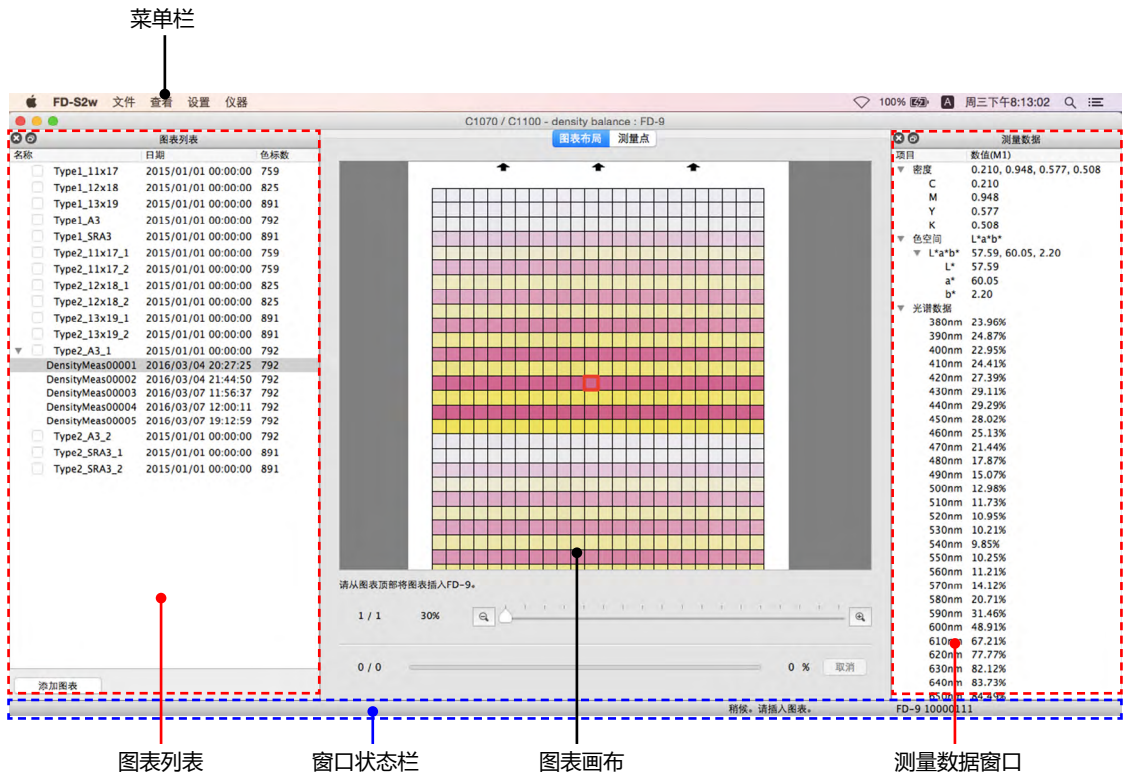 菜单栏
FD-S2w 文件 查看 设置 仪器 100% A 周三下午8:13:02
C1070 / C1100 - density balance : FD-9
图表列表
名称 日期 色标数
Type1_11x17 2015/01/01 00:00:00 759
Type1_12x18 2015/01/01 00:00:00 825
Type1_13x19 2015/01/01 00:00:00 891
Type1_A3 2015/01/01 00:00:00 792
Type1_SRA3 2015/01/01 00:00:00 891
Type2_11x17_1 2015/01/01 00:00:00 759
Type2_11x17_2 2015/01/01 00:00:00 759
Type2_12x18_1 2015/01/01 00:00:00 825
Type2_12x18_2 2015/01/01 00:00:00 825
Type2_13x19_1 2015/01/01 00:00:00 891
Type2_13x19_2 2015/01/01 00:00:00 891
Type2_A3_1 2015/01/01 00:00:00 792
DensityMeas00001 2016/03/04 20:27:25 792
DensityMeas00002 2016/03/04 21:44:50 792
DensityMeas00003 2016/03/07 11:56:37 792
DensityMeas00004 2016/03/07 12:00:11 792
DensityMeas00005 2016/03/07 19:12:59 792
Type2_A3_2 2015/01/01 00:00:00 792
Type2_SRA3_1 2015/01/01 00:00:00 891
Type2_SRA3_2 2015/01/01 00:00:00 891
添加图表
图表布局 测量点
请从图表顶部将图表插入FD-9。
1 / 1 30%
0 / 0 0 % 取消
测量数据
项目 数值(M1)
密度 0.210, 0.948, 0.577, 0.508
C 0.210
M 0.948
Y 0.577
K 0.508
色空间 L*a*b*
L*a*b* 57.59, 60.05, 2.20
L* 57.59
a* 60.05
b* 2.20
光谱数据
380nm 23.96%
390nm 24.87%
400nm 22.95%
410nm 24.41%
420nm 27.39%
430nm 29.11%
440nm 29.29%
450nm 28.02%
460nm 25.13%
470nm 21.44%
480nm 17.87%
490nm 15.07%
500nm 12.98%
510nm 11.73%
520nm 10.95%
530nm 10.21%
540nm 9.85%
550nm 10.25%
560nm 11.21%
570nm 14.12%
580nm 20.71%
590nm 31.46%
600nm 48.91%
610nm 67.21%
620nm 77.77%
630nm 82.12%
640nm 83.73%
稍候。请插入图表。 FD-9 10000111
图表列表 窗口状态栏 图表画布 测量数据窗口